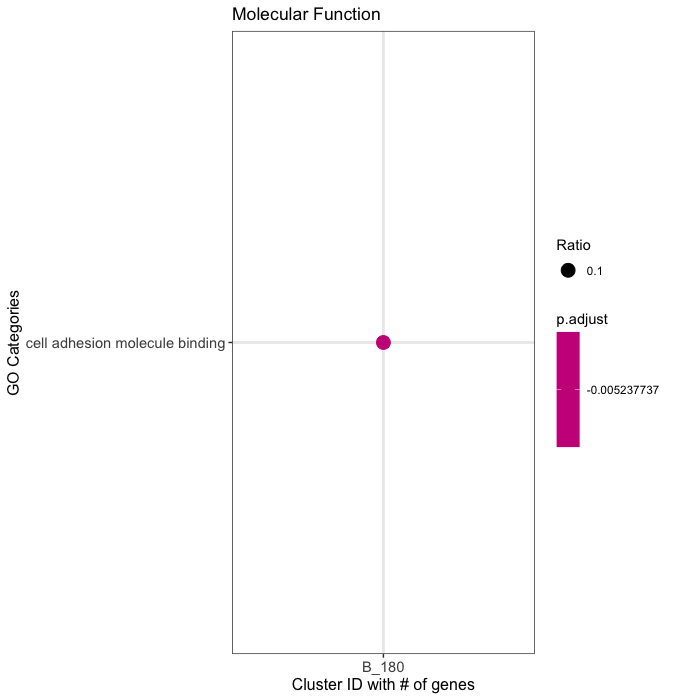 Molecular Function
GO Categories
cell adhesion molecule binding
B_180
Cluster ID with # of genes
Ratio
0.1
p.adjust
-0.005237737